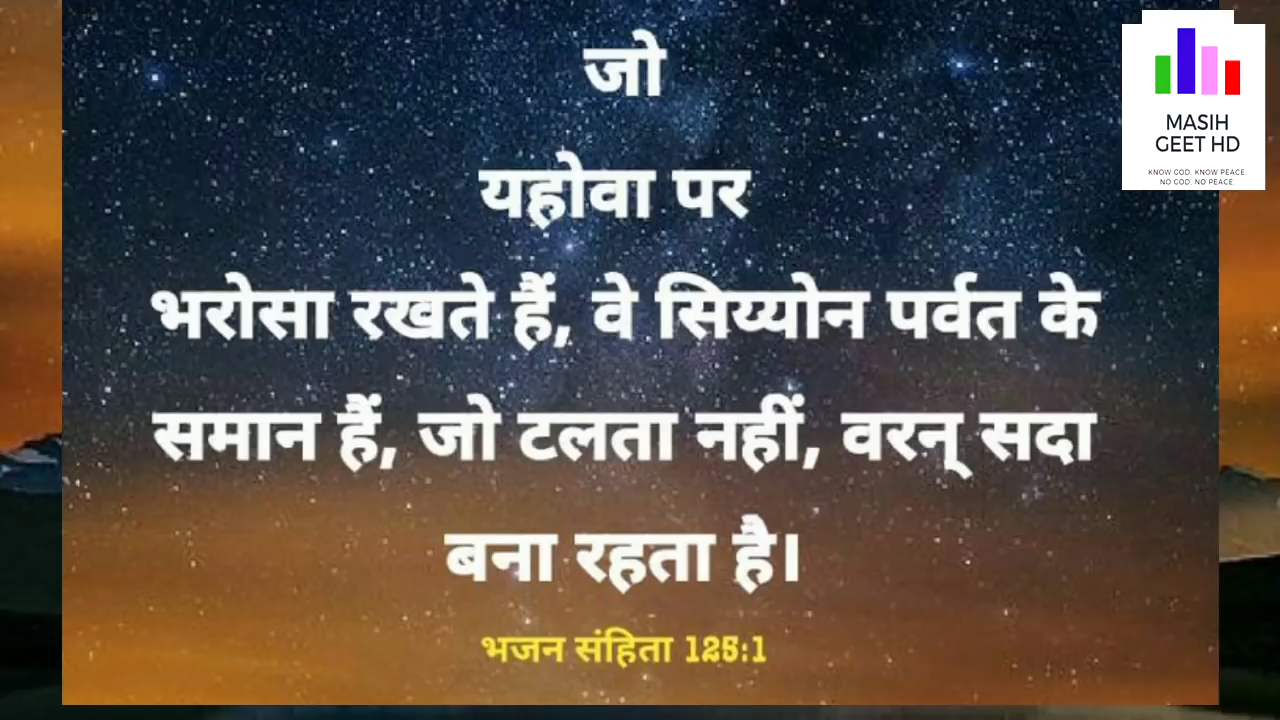 जो
यहोवा पर
भरोसा रखते हैं, वे सिय्योन पर्वत के
समान हैं, जो टलता नहीं, वरन् सदा
बना रहता है।
भजन संहिता 125:1
MASIH
GEET HD
KNOW GOD. KNOW PEACE.
NO GOD. NO PEACE